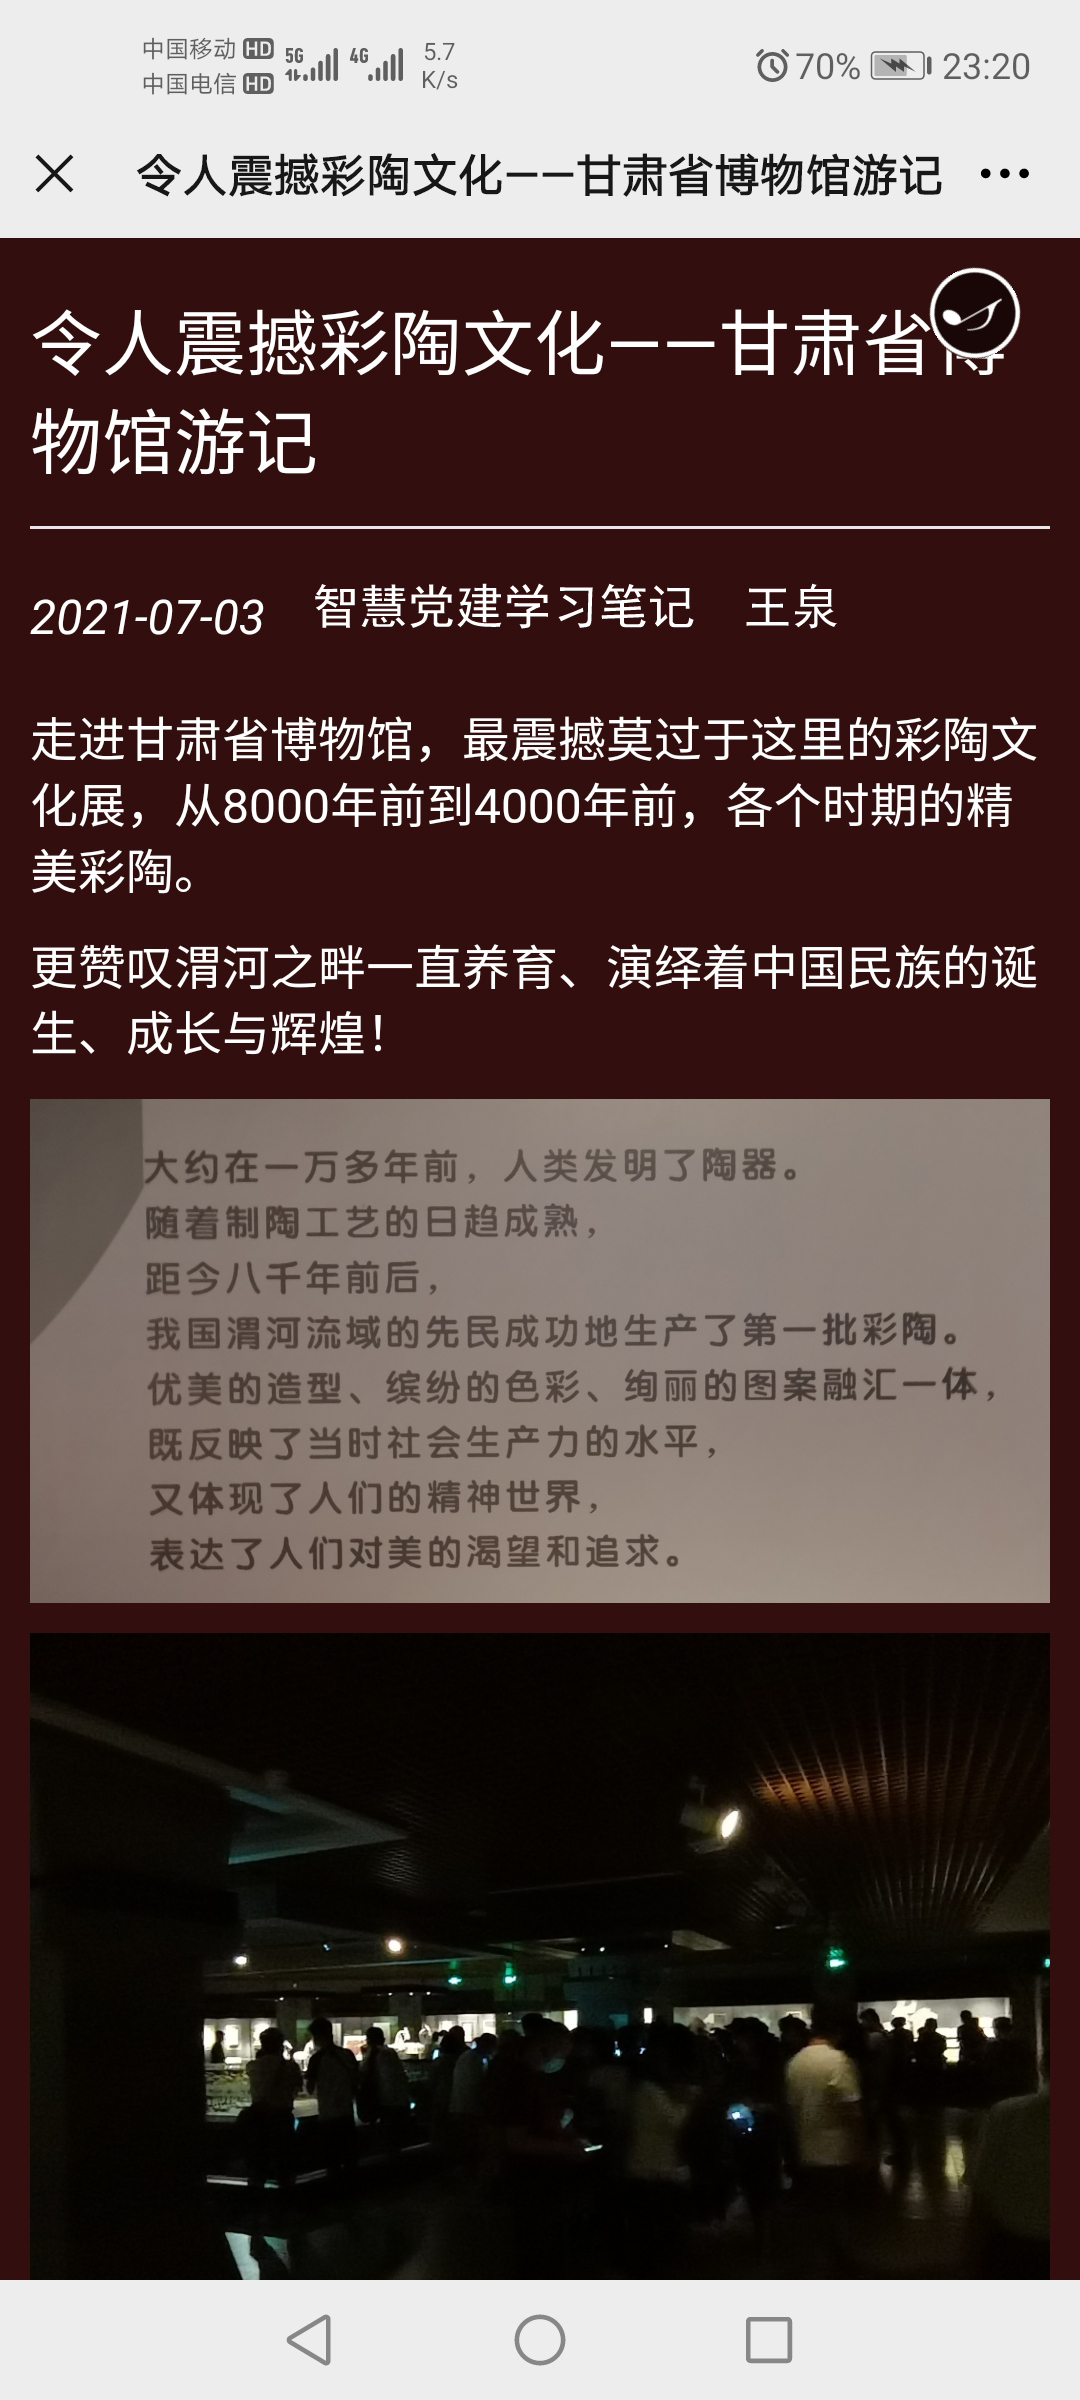 中国移动 HD 5G 4G 5.7 70% 23:20
中国电信 HD K/s
令人震撼彩陶文化——甘肃省博物馆游记
令人震撼彩陶文化——甘肃省博
物馆游记
2021-07-03 智慧党建学习笔记 王泉
走进甘肃省博物馆，最震撼莫过于这里的彩陶文
化展，从8000年前到4000年前，各个时期的精
美彩陶。
更赞叹渭河之畔一直养育、演绎着中国民族的诞
生、成长与辉煌！
大约在一万多年前，人类发明了陶器。
随着制陶工艺的日趋成熟，
距今八千年前后，
我国渭河流域的先民成功地生产了第一批彩陶。
优美的造型、缤纷的色彩、绚丽的图案融汇一体，
既反映了当时社会生产力的水平，
又体现了人们的精神世界，
表达了人们对美的渴望和追求。